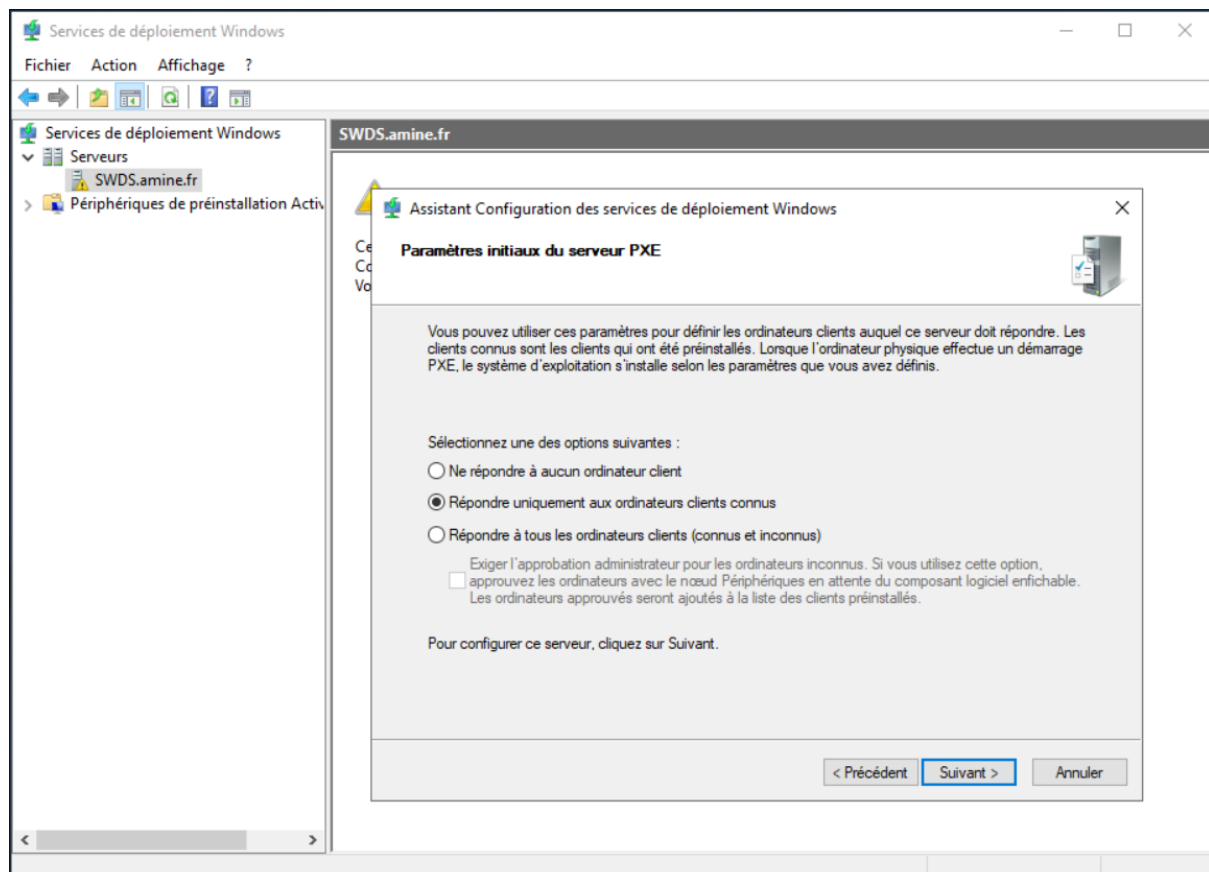 Services de déploiement Windows
Fichier Action Affichage ?
Services de déploiement Windows
Serveurs
SWDS.amine.fr
Périphériques de préinstallation Activ
SWDS.amine.fr
Ce
Co
Vo
Assistant Configuration des services de déploiement Windows
Paramètres initiaux du serveur PXE
Vous pouvez utiliser ces paramètres pour définir les ordinateurs clients auquel ce serveur doit répondre. Les
clients connus sont les clients qui ont été préinstallés. Lorsque l'ordinateur physique effectue un démarrage
PXE, le système d'exploitation s'installe selon les paramètres que vous avez définis.
Sélectionnez une des options suivantes :
Ne répondre à aucun ordinateur client
Répondre uniquement aux ordinateurs clients connus
Répondre à tous les ordinateurs clients (connus et inconnus)
Exiger l'approbation administrateur pour les ordinateurs inconnus. Si vous utilisez cette option,
approuvez les ordinateurs avec le nœud Périphériques en attente du composant logiciel enfichable.
Les ordinateurs approuvés seront ajoutés à la liste des clients préinstallés.
Pour configurer ce serveur, cliquez sur Suivant.
< Précédent Suivant > Annuler